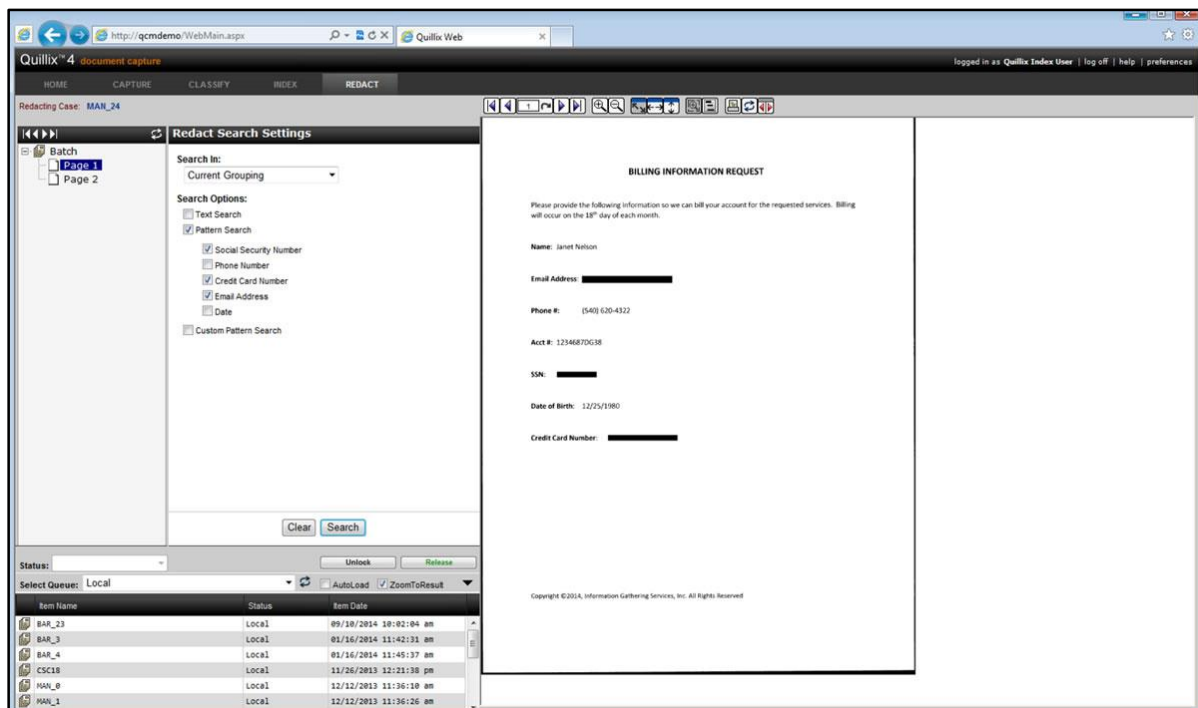 http://qcmdemo/WebMain.aspx
Quillix Web
Quillix™ 4 document capture
logged in as Quillix Index User | log off | help | preferences
HOME CAPTURE CLASSIFY INDEX REDACT
Redacting Case: MAN_24
1
Batch
Page 1
Page 2
Redact Search Settings
Search In:
Current Grouping
Search Options:
Text Search
Pattern Search
Social Security Number
Phone Number
Credit Card Number
Email Address
Date
Custom Pattern Search
Clear Search
Status:
Unlock Release
Select Queue: Local
AutoLoad ZoomToResult
Item Name Status Item Date
BAR_23 Local 09/10/2014 10:02:04 am
BAR_3 Local 01/16/2014 11:42:31 am
BAR_4 Local 01/16/2014 11:45:37 am
CSC18 Local 11/26/2013 12:21:38 pm
MAN_0 Local 12/12/2013 11:36:10 am
MAN_1 Local 12/12/2013 11:36:26 am
BILLING INFORMATION REQUEST
Please provide the following information so we can bill your account for the requested services. Billing
will occur on the 18th day of each month.
Name: Janet Nelson
Email Address:
Phone #: (540) 620-4322
Acct #: 1234687DG38
SSN:
Date of Birth: 12/25/1980
Credit Card Number:
Copyright ©2014, Information Gathering Services, Inc. All Rights Reserved